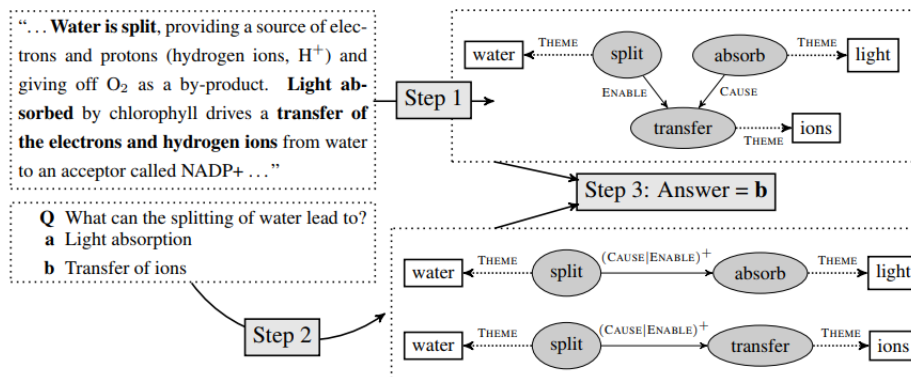 “... Water is split, providing a source of elec-
trons and protons (hydrogen ions, H+) and
giving off O2 as a by-product. Light ab-
sorbed by chlorophyll drives a transfer of
the electrons and hydrogen ions from water
to an acceptor called NADP+ ...”
Step 1
water THEME split absorb THEME light
ENABLE CAUSE
transfer THEME ions
Step 3: Answer = b
Q What can the splitting of water lead to?
a Light absorption
b Transfer of ions
Step 2
water THEME split (CAUSE|ENABLE)+ absorb THEME light
water THEME split (CAUSE|ENABLE)+ transfer THEME ions